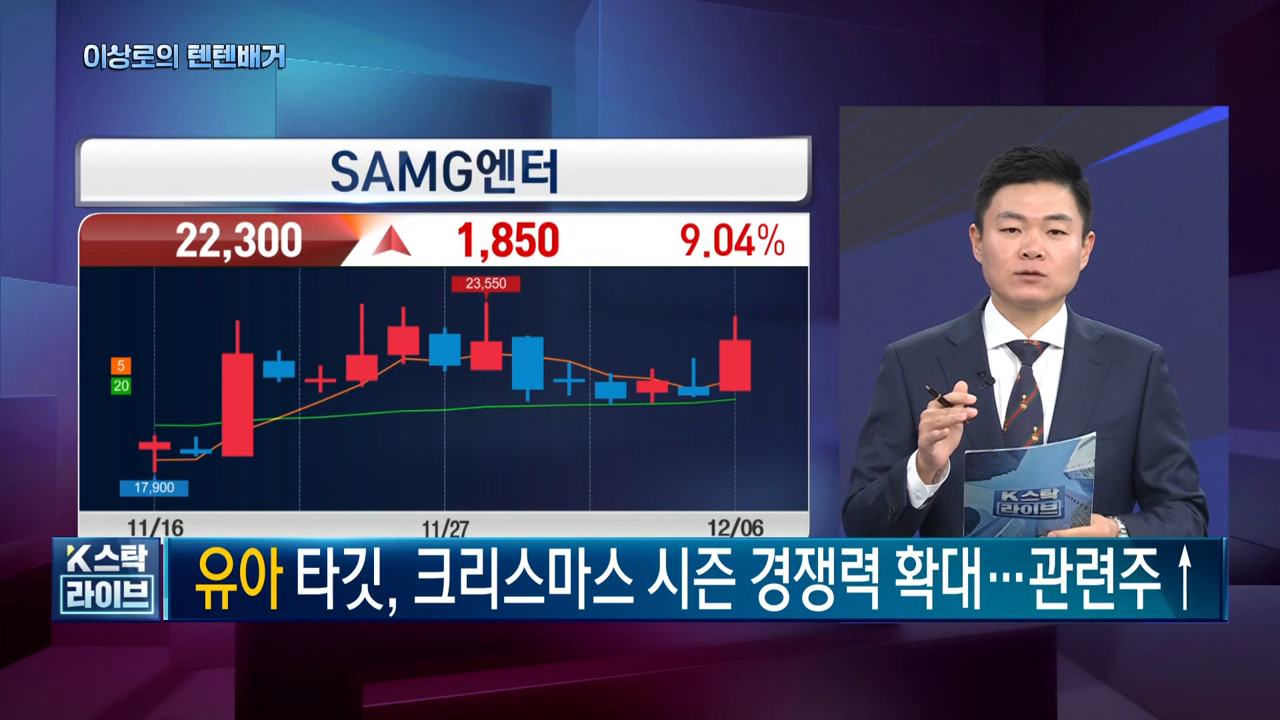 이상로의 텐텐배거
SAMG엔터
22,300 1,850 9.04%
23,550
5
20
17,900
11/16 11/27 12/06
K스탁
라이브
K스탁
라이브
유아 타깃, 크리스마스 시즌 경쟁력 확대…관련주↑